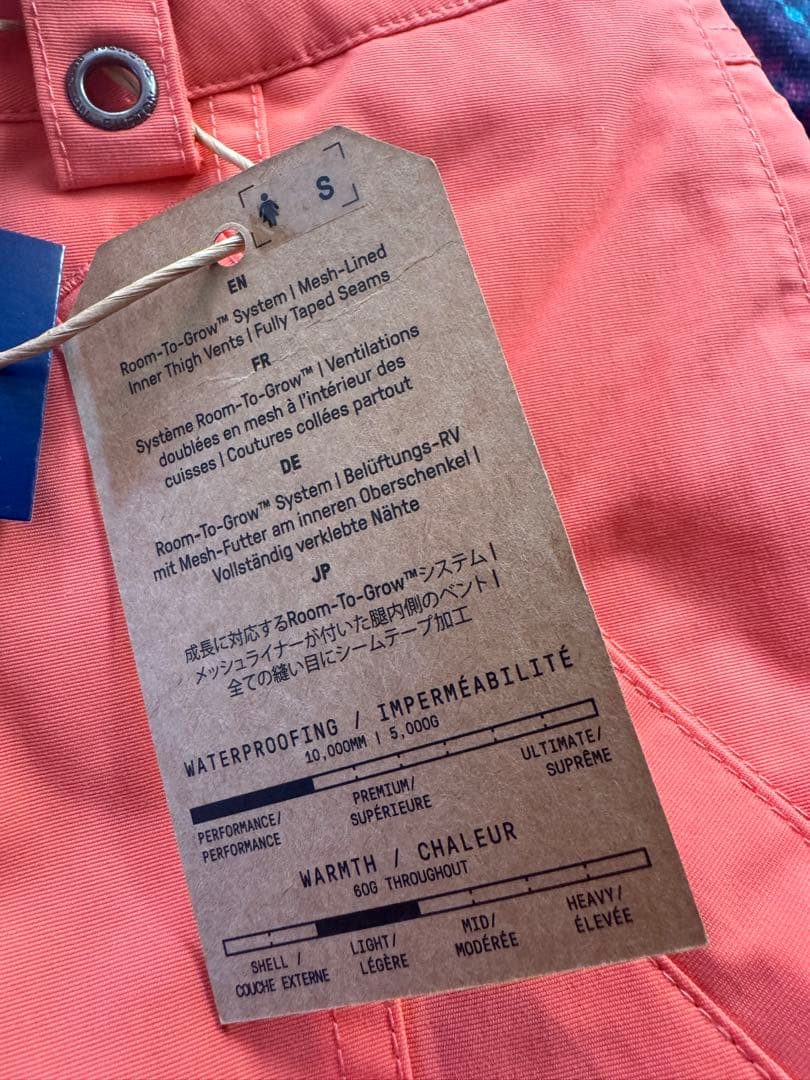 S
EN
Room-To-Grow™ System | Mesh-Lined
Inner Thigh Vents | Fully Taped Seams
FR
Système Room-To-Grow™ | Ventilations
doublées en mesh à l'intérieur des
cuisses | Coutures collées partout
DE
Room-To-Grow™ System | Belüftungs-RV
mit Mesh-Futter am inneren Oberschenkel |
Vollständig verklebte Nähte
JP
成長に対応するRoom-To-Grow™システム |
メッシュライナーが付いた腿内側のベント |
全ての縫い目にシームテープ加工
WATERPROOFING / IMPERMÉABILITÉ
10,000MM | 5,000G
PERFORMANCE/
PERFORMANCE
PREMIUM/
SUPÉRIEURE
ULTIMATE/
SUPRÊME
WARMTH / CHALEUR
60G THROUGHOUT
SHELL /
COUCHE EXTERNE
LIGHT/
LÉGÈRE
MID/
MODÉRÉE
HEAVY/
ÉLEVÉE